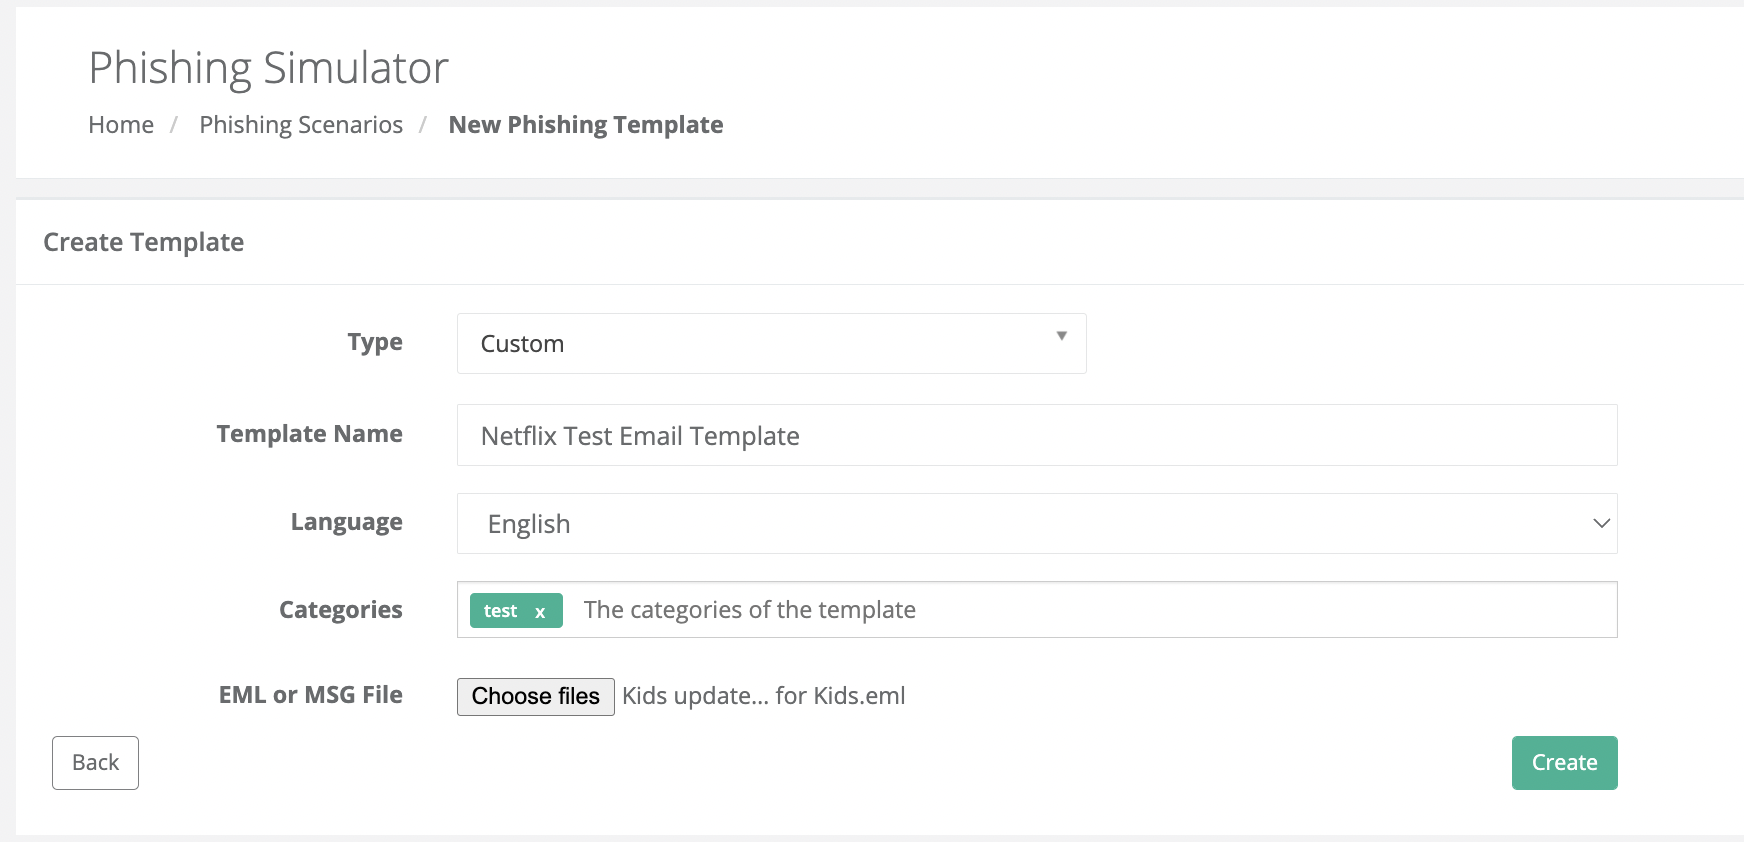 Phishing Simulator
Home / Phishing Scenarios / New Phishing Template
Create Template
Type Custom
Template Name Netflix Test Email Template
Language English
Categories test x The categories of the template
EML or MSG File Choose files Kids update... for Kids.eml
Back Create